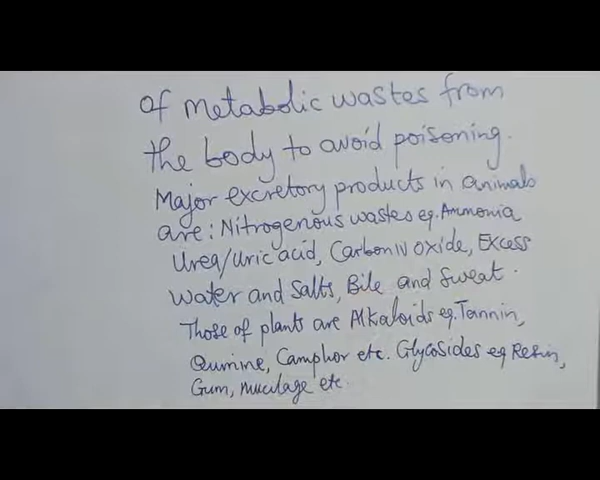 of metabolic wastes from
the body to avoid poisoning.
Major excretory products in animals
are: Nitrogenous wastes eg. Ammonia
Urea/Uric acid, Carbon IV oxide, Excess
Water and Salts, Bile and Sweat.
Those of plants are Alkaloids eg. Tannin,
Quinine, Camphor etc. Glycosides eg Resin,
Gum, mucilage etc.